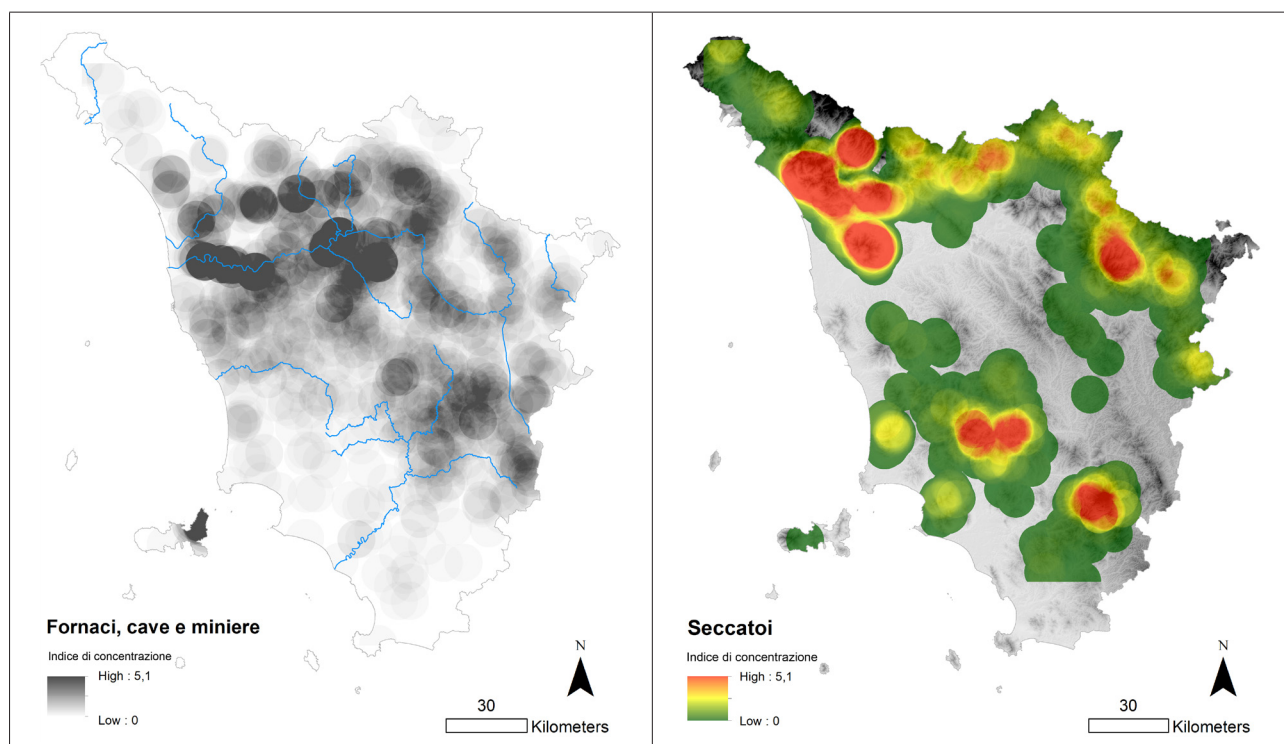 Fornaci, cave e miniere
Indice di concentrazione
High : 5,1
Low : 0
N
30
Kilometers
Seccatoi
Indice di concentrazione
High : 5,1
Low : 0
N
30
Kilometers